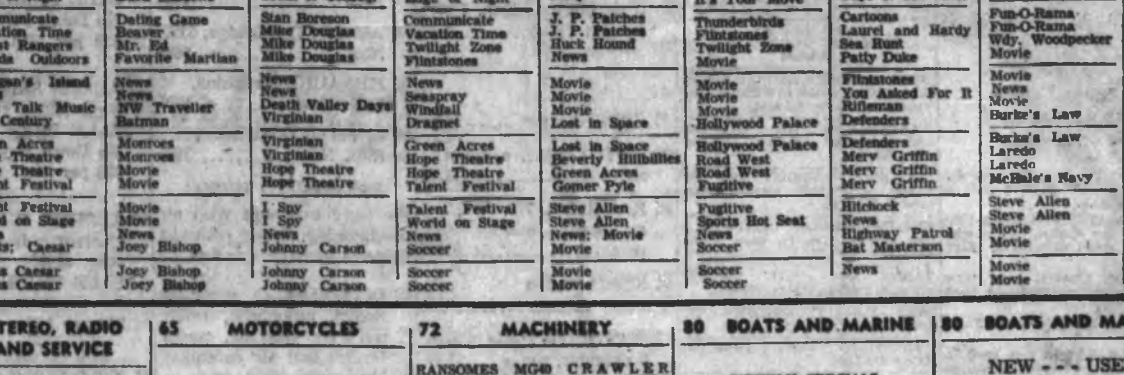 Dating Game
Beaver
Mr. Ed
Favorite Martian
News
News
NW Traveller
Batman
Monroes
Monroes
Movie
Movie
Movie
Movie
News
Joey Bishop
Joey Bishop
Joey Bishop
Stan Boreson
Mike Douglas
Mike Douglas
Mike Douglas
News
News
Death Valley Days
Virginian
Virginian
Virginian
Hope Theatre
Hope Theatre
I Spy
I Spy
News
Johnny Carson
Johnny Carson
Johnny Carson
Communicate
Vacation Time
Twilight Zone
Flintstones
News
Seaspray
Windfall
Dragnet
Green Acres
Hope Theatre
Hope Theatre
Talent Festival
Talent Festival
World on Stage
News
Soccer
Soccer
Soccer
J. P. Patches
J. P. Patches
Huck Hound
News
Movie
Movie
Movie
Lost in Space
Lost in Space
Beverly Hillbillies
Green Acres
Gomer Pyle
Steve Allen
Steve Allen
News: Movie
Movie
Movie
Movie
It's Your Move
Thunderbirds
Flintstones
Twilight Zone
Movie
Movie
Movie
Movie
Hollywood Palace
Hollywood Palace
Road West
Road West
Fugitive
Fugitive
Sports Hot Seat
News
Soccer
Soccer
Soccer
Cartoons
Laurel and Hardy
Sea Hunt
Patty Duke
Flintstones
You Asked For It
Rifleman
Defenders
Defenders
Merv Griffin
Merv Griffin
Merv Griffin
Hitchock
News
Highway Patrol
Bat Masterson
News
Fun-O-Rama
Fun-O-Rama
Wdy. Woodpecker
Movie
Movie
News
Movie
Burke's Law
Burke's Law
Laredo
Laredo
McHale's Navy
Steve Allen
Steve Allen
Movie
Movie
Movie
Movie
TEREO, RADIO
AND SERVICE
65 MOTORCYCLES
72 MACHINERY
RANSOMES MG40 CRAWLER
80 BOATS AND MARINE
80 BOATS AND MA
NEW - - - USE